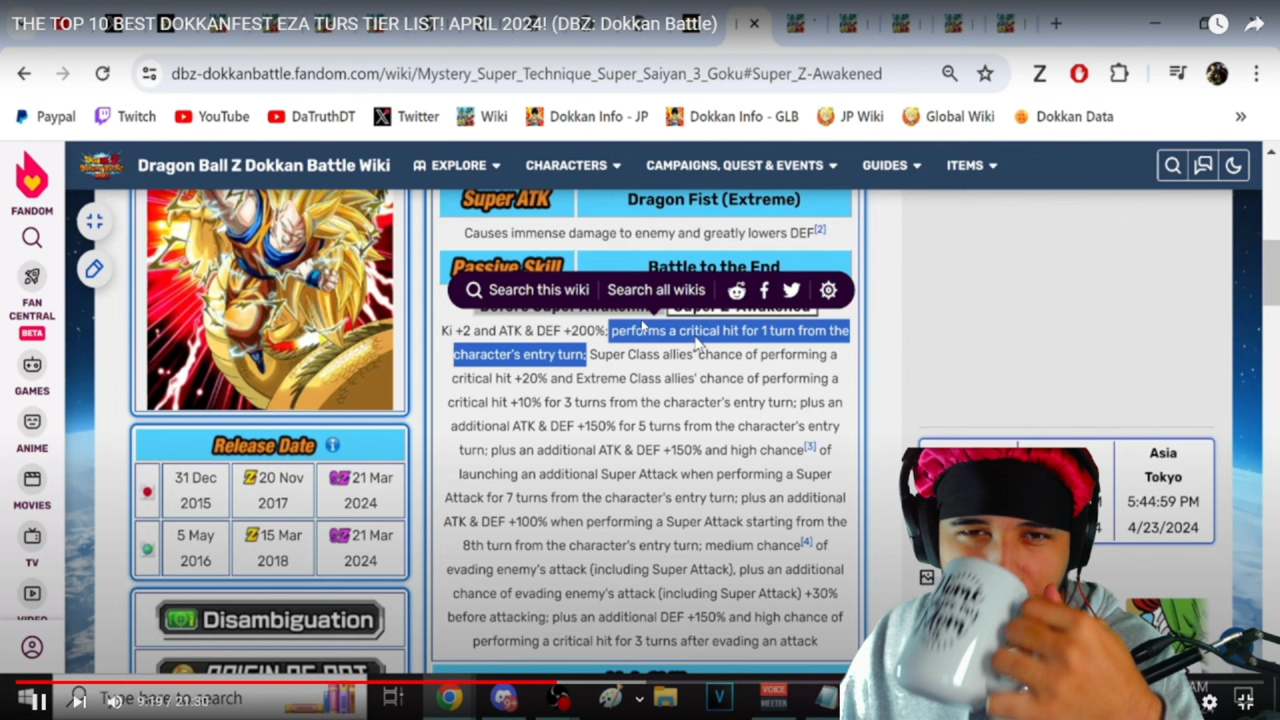 THE TOP 10 BEST DOKKANFEST EZA TURS TIER LIST! APRIL 2024! (DBZ: Dokkan Battle)
dbz-dokkanbattle.fandom.com/wiki/Mystery_Super_Technique_Super_Saiyan_3_Goku#Super_Z-Awakened
Paypal Twitch YouTube DaTruthDT Twitter Wiki Dokkan Info - JP Dokkan Info - GLB JP Wiki Global Wiki Dokkan Data
Dragon Ball Z Dokkan Battle Wiki EXPLORE CHARACTERS CAMPAIGNS, QUEST & EVENTS GUIDES ITEMS
FANDOM
FAN
CENTRAL
BETA
GAMES
ANIME
MOVIES
TV
VIDEO
Super ATK Dragon Fist (Extreme)
Causes immense damage to enemy and greatly lowers DEF[2]
Passive Skill Battle to the End
Search this wiki Search all wikis
Ki +2 and ATK & DEF +200%; performs a critical hit for 1 turn from the
character's entry turn; Super Class allies' chance of performing a
critical hit +20% and Extreme Class allies' chance of performing a
critical hit +10% for 3 turns from the character's entry turn; plus an
additional ATK & DEF +150% for 5 turns from the character's entry
turn; plus an additional ATK & DEF +150% and high chance[3] of
launching an additional Super Attack when performing a Super
Attack for 7 turns from the character's entry turn; plus an additional
ATK & DEF +100% when performing a Super Attack starting from the
8th turn from the character's entry turn; medium chance[4] of
evading enemy's attack (including Super Attack), plus an additional
chance of evading enemy's attack (including Super Attack) +30%
before attacking; plus an additional DEF +150% and high chance of
performing a critical hit for 3 turns after evading an attack
Release Date
31 Dec 2015 20 Nov 2017 21 Mar 2024
5 May 2016 15 Mar 2018 21 Mar 2024
Disambiguation
Asia
Tokyo
5:44:59 PM
4/23/2024
Type here to search
9:19 / 21:30
VOICE
MEETER
AM